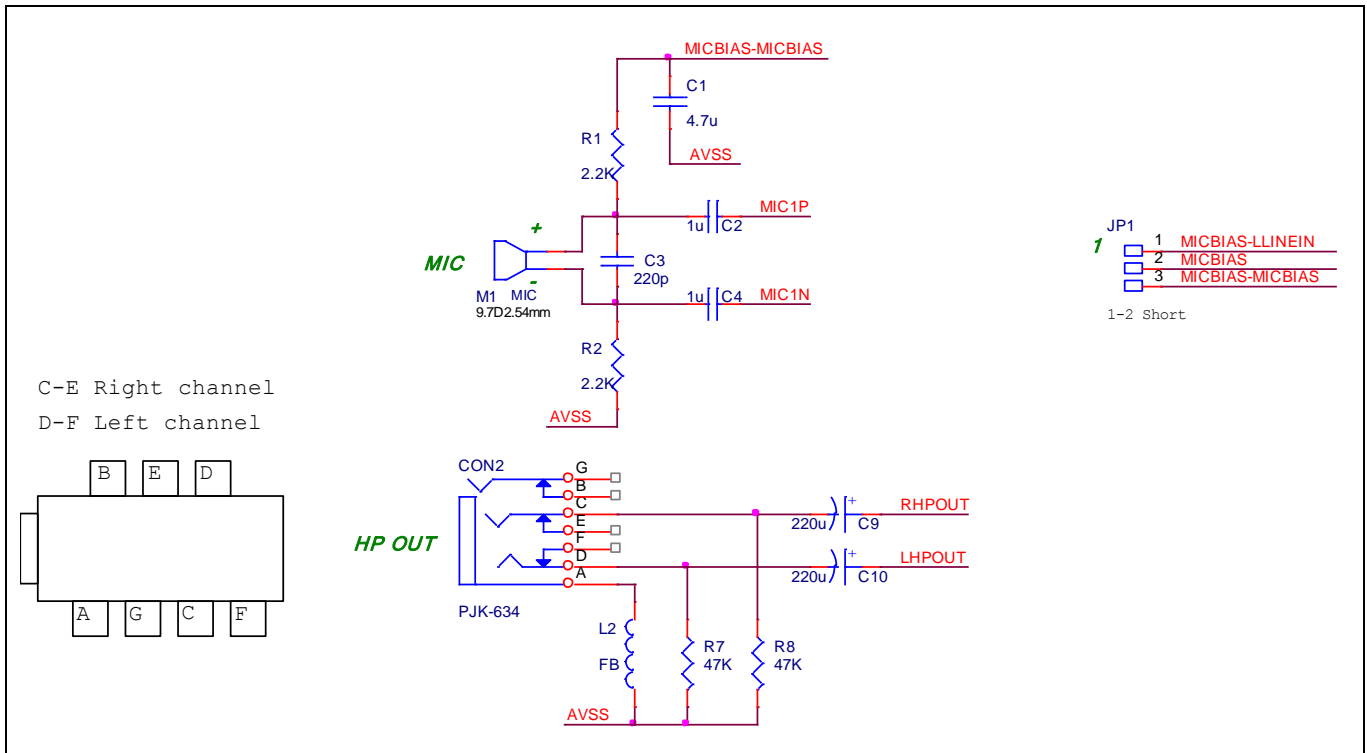 MICBIAS-MICBIAS
C1
4.7u
R1
2.2K
AVSS
MIC1P
1u C2
+
MIC
-
M1 MIC
9.7D2.54mm
C3
220p
1u C4
MIC1N
R2
2.2K
AVSS
JP1
1
1 MICBIAS-LLINEIN
2 MICBIAS
3 MICBIAS-MICBIAS
1-2 Short
C-E Right channel
D-F Left channel
B E D
A G C F
CON2
HP OUT
PJK-634
G
B
C
E
F
D
A
+
220u C9
RHPOUT
+
220u C10
LHPOUT
L2
FB
R7
47K
R8
47K
AVSS